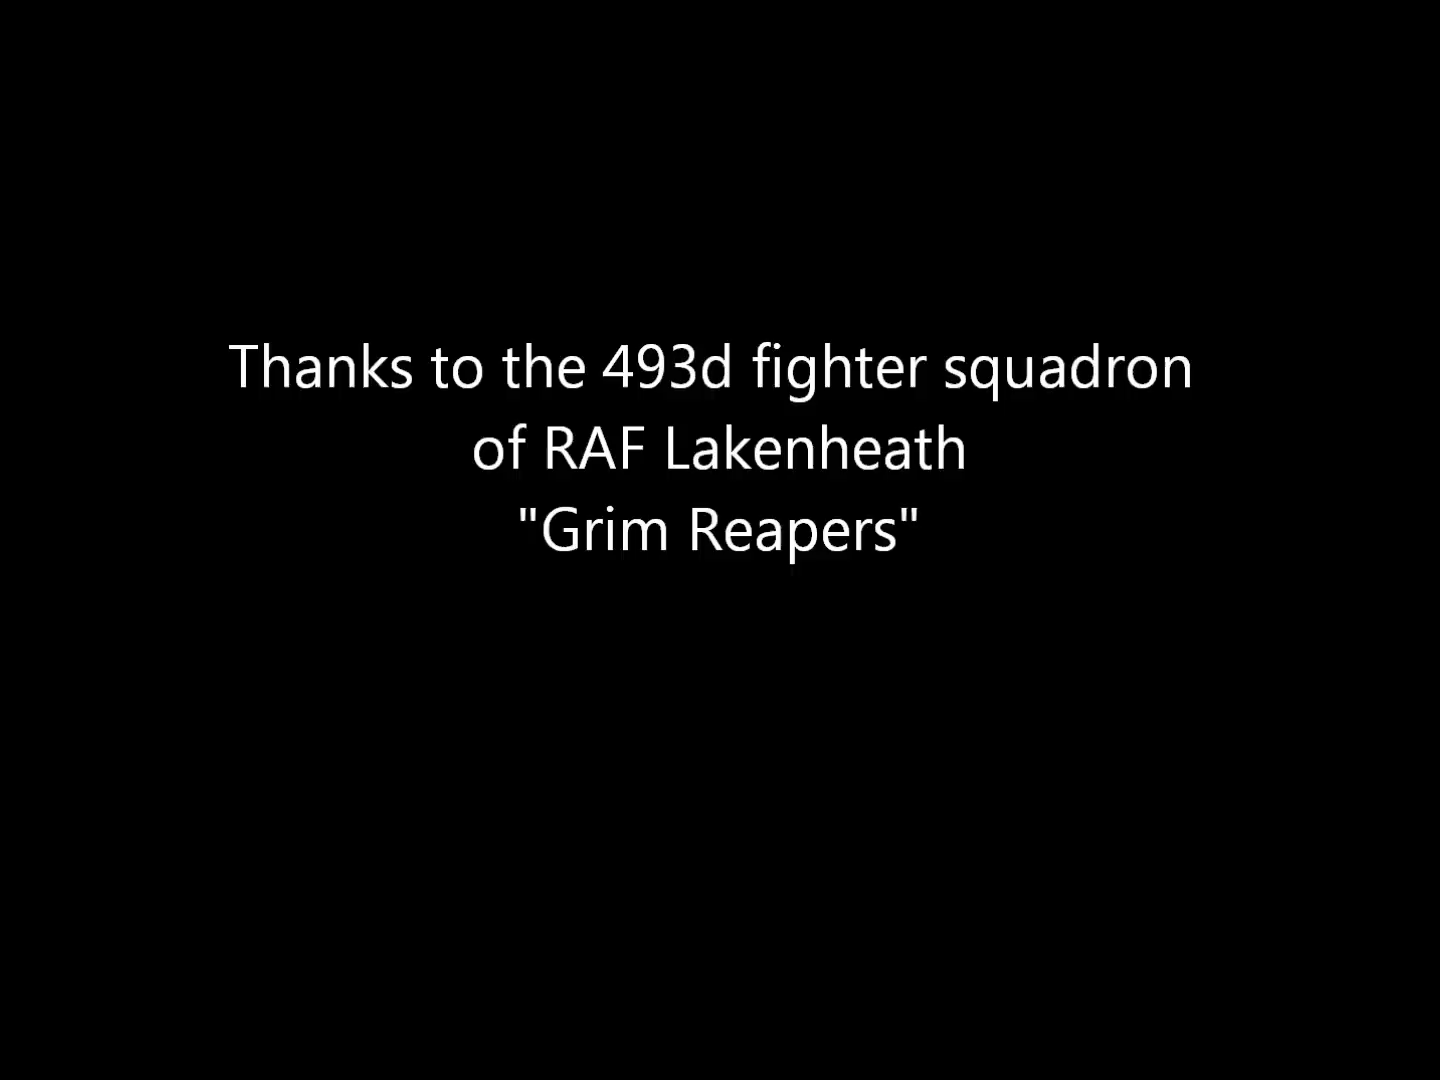 Thanks to the 493d fighter squadron
of RAF Lakenheath
"Grim Reapers"